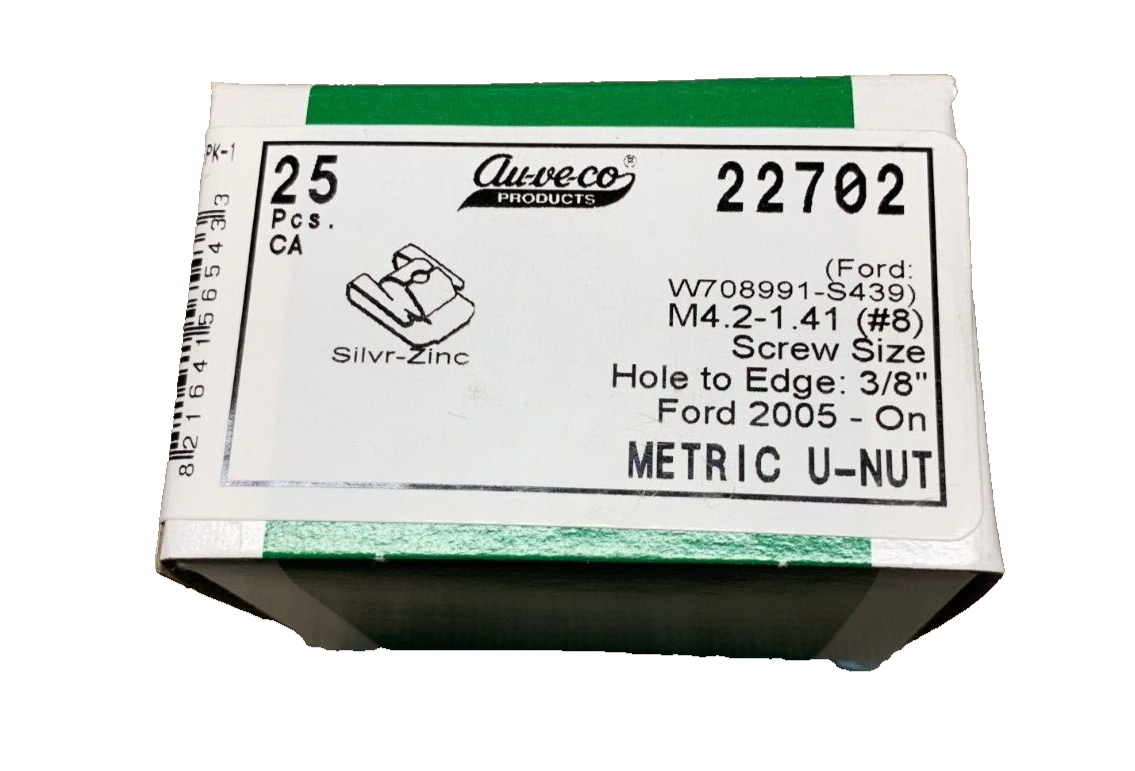 PK-1
25
Pcs.
CA
au-ve-co®
PRODUCTS
22702
(Ford:
W708991-S439)
M4.2-1.41 (#8)
Screw Size
Hole to Edge: 3/8"
Ford 2005 - On
METRIC U-NUT
Silvr-Zinc
8 21641 56543 3